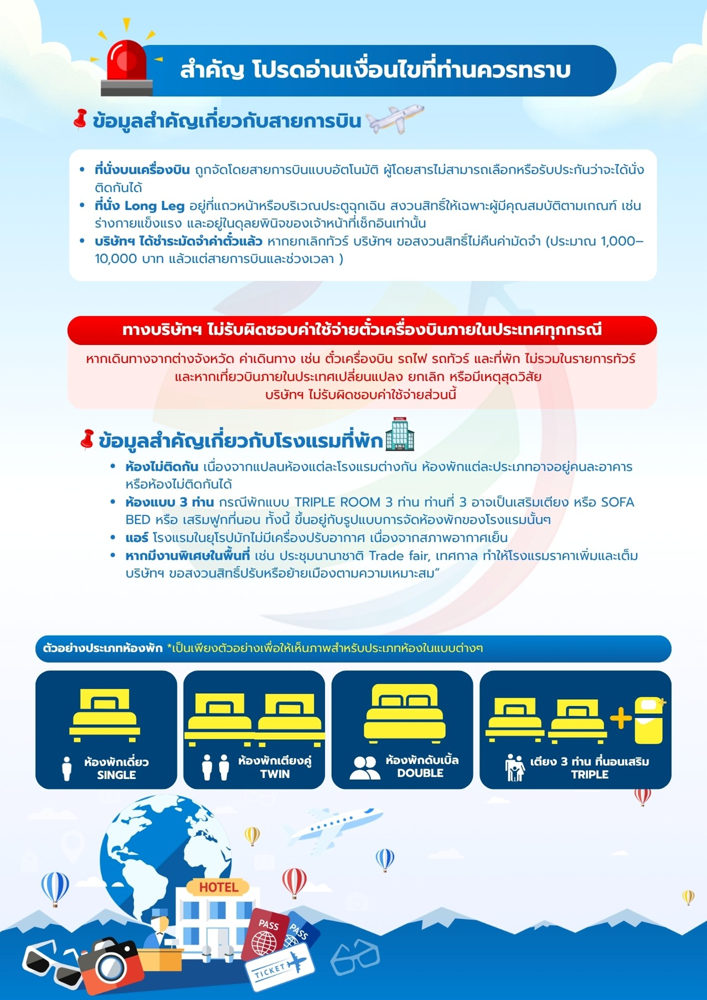 สำคัญ โปรดอ่านเงื่อนไขที่ท่านควรทราบ
ข้อมูลสำคัญเกี่ยวกับสายการบิน
• ที่นั่งบนเครื่องบิน ถูกจัดโดยสายการบินแบบอัตโนมัติ ผู้โดยสารไม่สามารถเลือกหรือรับประกันว่าจะได้นั่ง
ติดกันได้
• ที่นั่ง Long Leg อยู่ที่แถวหน้าหรือบริเวณประตูฉุกเฉิน สงวนสิทธิ์ให้เฉพาะผู้มีคุณสมบัติตามเกณฑ์ เช่น
ร่างกายแข็งแรง และอยู่ในดุลยพินิจของเจ้าหน้าที่เช็กอินเท่านั้น
• บริษัทฯ ได้ชำระมัดจำค่าตั๋วแล้ว หากยกเลิกทัวร์ บริษัทฯ ขอสงวนสิทธิ์ไม่คืนค่ามัดจำ (ประมาณ 1,000–
10,000 บาท แล้วแต่สายการบินและช่วงเวลา )
ทางบริษัทฯ ไม่รับผิดชอบค่าใช้จ่ายตั๋วเครื่องบินภายในประเทศทุกกรณี
หากเดินทางจากต่างจังหวัด ค่าเดินทาง เช่น ตั๋วเครื่องบิน รถไฟ รถทัวร์ และที่พัก ไม่รวมในรายการทัวร์
และหากเที่ยวบินภายในประเทศเปลี่ยนแปลง ยกเลิก หรือมีเหตุสุดวิสัย
บริษัทฯ ไม่รับผิดชอบค่าใช้จ่ายส่วนนี้
HOTEL
ข้อมูลสำคัญเกี่ยวกับโรงแรมที่พัก
• ห้องไม่ติดกัน เนื่องจากแปลนห้องแต่ละโรงแรมต่างกัน ห้องพักแต่ละประเภทอาจอยู่คนละอาคาร
หรือห้องไม่ติดกันได้
• ห้องแบบ 3 ท่าน กรณีพักแบบ TRIPLE ROOM 3 ท่าน ท่านที่ 3 อาจเป็นเสริมเตียง หรือ SOFA
BED หรือ เสริมฟูกที่นอน ทั้งนี้ ขึ้นอยู่กับรูปแบบการจัดห้องพักของโรงแรมนั้นๆ
• แอร์ โรงแรมในยุโรปมักไม่มีเครื่องปรับอากาศ เนื่องจากสภาพอากาศเย็น
• หากมีงานพิเศษในพื้นที่ เช่น ประชุมนานาชาติ Trade fair, เทศกาล ทำให้โรงแรมราคาเพิ่มและเต็ม
บริษัทฯ ขอสงวนสิทธิ์ปรับหรือย้ายเมืองตามความเหมาะสม”
ตัวอย่างประเภทห้องพัก *เป็นเพียงตัวอย่างเพื่อให้เห็นภาพสำหรับประเภทห้องในแบบต่างๆ
ห้องพักเดี่ยว
SINGLE
ห้องพักเตียงคู่
TWIN
ห้องพักดับเบิ้ล
DOUBLE
เตียง 3 ท่าน ที่นอนเสริม
TRIPLE
HOTEL
PASS
PASS
TICKET